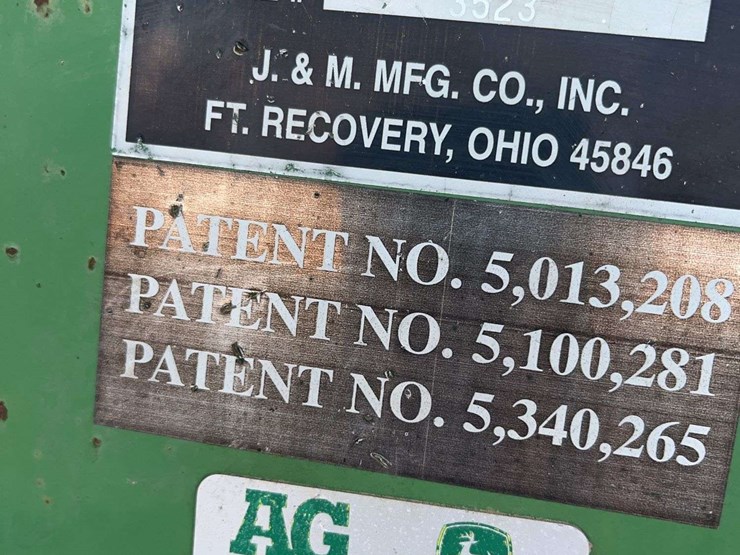 3523
J. & M. MFG. CO., INC.
FT. RECOVERY, OHIO 45846
PATENT NO. 5,013,208
PATENT NO. 5,100,281
PATENT NO. 5,340,265
AG